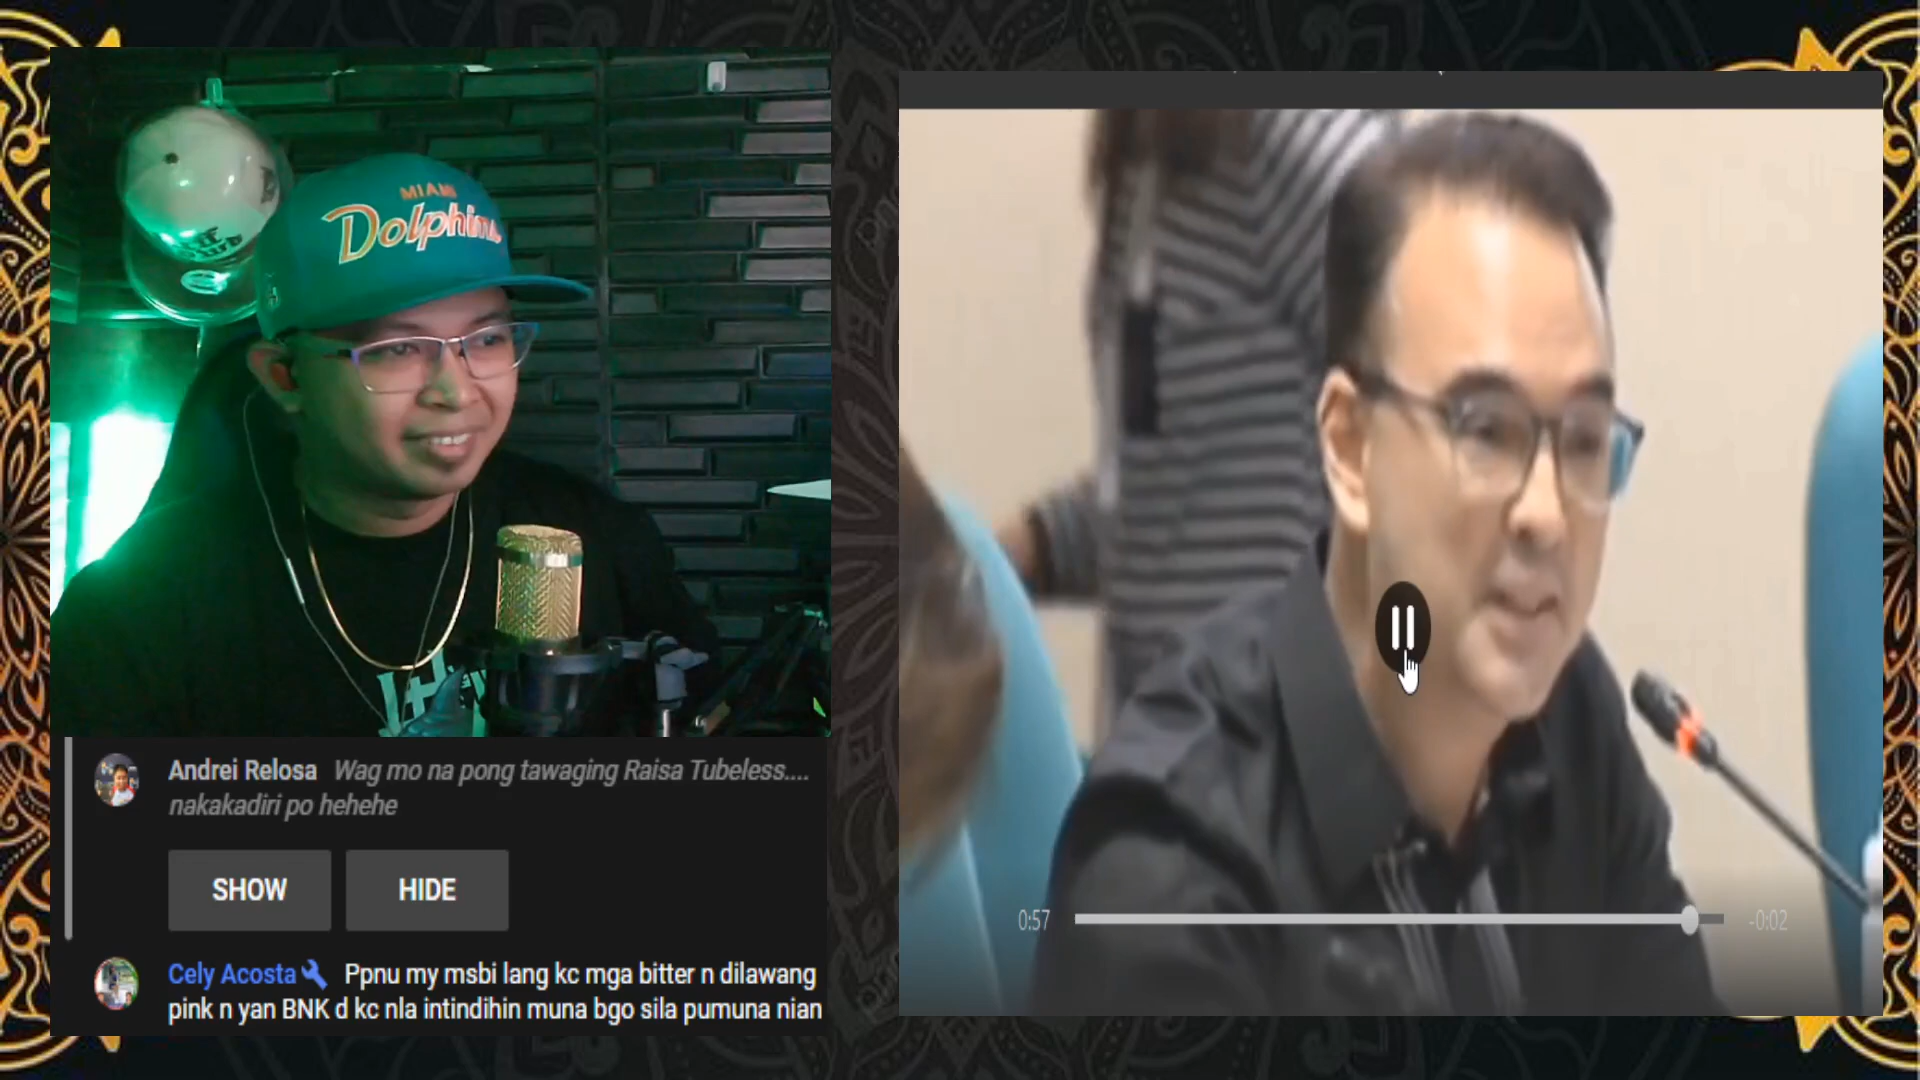 MIAMI
Dolphins
Andrei Relosa Wag mo na pong tawaging Raisa Tubeless....
nakakadiri po hehehe
SHOW HIDE
Cely Acosta Ppnu my msbi lang kc mga bitter n dilawang
pink n yan BNK d kc nla intindihin muna bgo sila pumuna nian
0:57 -0:02